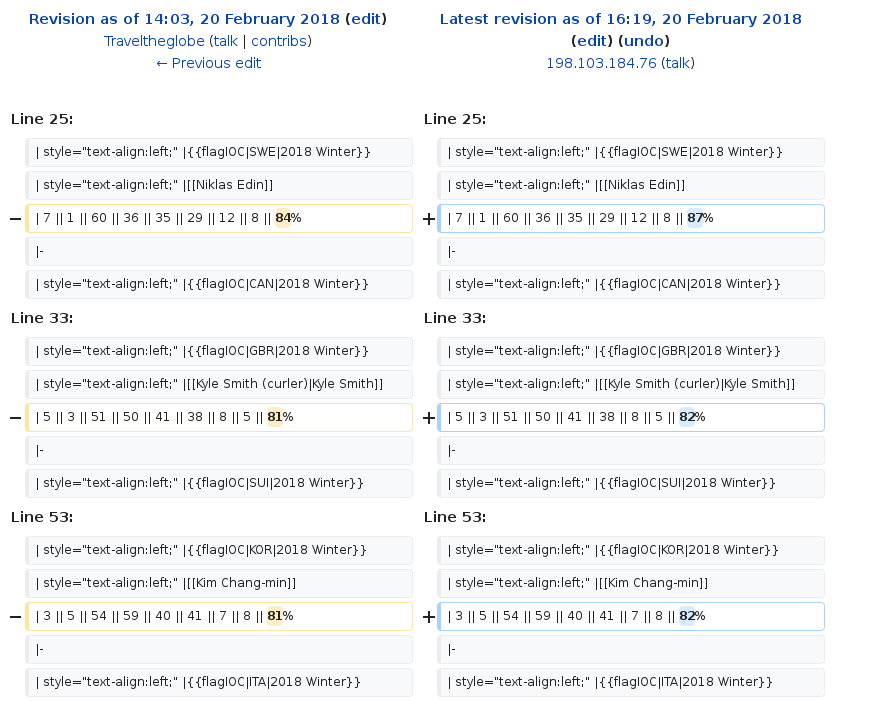 Revision as of 14:03, 20 February 2018 (edit)
Traveltheglobe (talk | contribs)
← Previous edit
Latest revision as of 16:19, 20 February 2018
(edit) (undo)
198.103.184.76 (talk)
Line 25:
Line 25:
| style="text-align:left;" |{{flagIOC|SWE|2018 Winter}}
| style="text-align:left;" |{{flagIOC|SWE|2018 Winter}}
| style="text-align:left;" |[[Niklas Edin]]
| style="text-align:left;" |[[Niklas Edin]]
− | 7 || 1 || 60 || 36 || 35 || 29 || 12 || 8 || 84%
+ | 7 || 1 || 60 || 36 || 35 || 29 || 12 || 8 || 87%
|-
|-
| style="text-align:left;" |{{flagIOC|CAN|2018 Winter}}
| style="text-align:left;" |{{flagIOC|CAN|2018 Winter}}
Line 33:
Line 33:
| style="text-align:left;" |{{flagIOC|GBR|2018 Winter}}
| style="text-align:left;" |{{flagIOC|GBR|2018 Winter}}
| style="text-align:left;" |[[Kyle Smith (curler)|Kyle Smith]]
| style="text-align:left;" |[[Kyle Smith (curler)|Kyle Smith]]
− | 5 || 3 || 51 || 50 || 41 || 38 || 8 || 5 || 81%
+ | 5 || 3 || 51 || 50 || 41 || 38 || 8 || 5 || 82%
|-
|-
| style="text-align:left;" |{{flagIOC|SUI|2018 Winter}}
| style="text-align:left;" |{{flagIOC|SUI|2018 Winter}}
Line 53:
Line 53:
| style="text-align:left;" |{{flagIOC|KOR|2018 Winter}}
| style="text-align:left;" |{{flagIOC|KOR|2018 Winter}}
| style="text-align:left;" |[[Kim Chang-min]]
| style="text-align:left;" |[[Kim Chang-min]]
− | 3 || 5 || 54 || 59 || 40 || 41 || 7 || 8 || 81%
+ | 3 || 5 || 54 || 59 || 40 || 41 || 7 || 8 || 82%
|-
|-
| style="text-align:left;" |{{flagIOC|ITA|2018 Winter}}
| style="text-align:left;" |{{flagIOC|ITA|2018 Winter}}